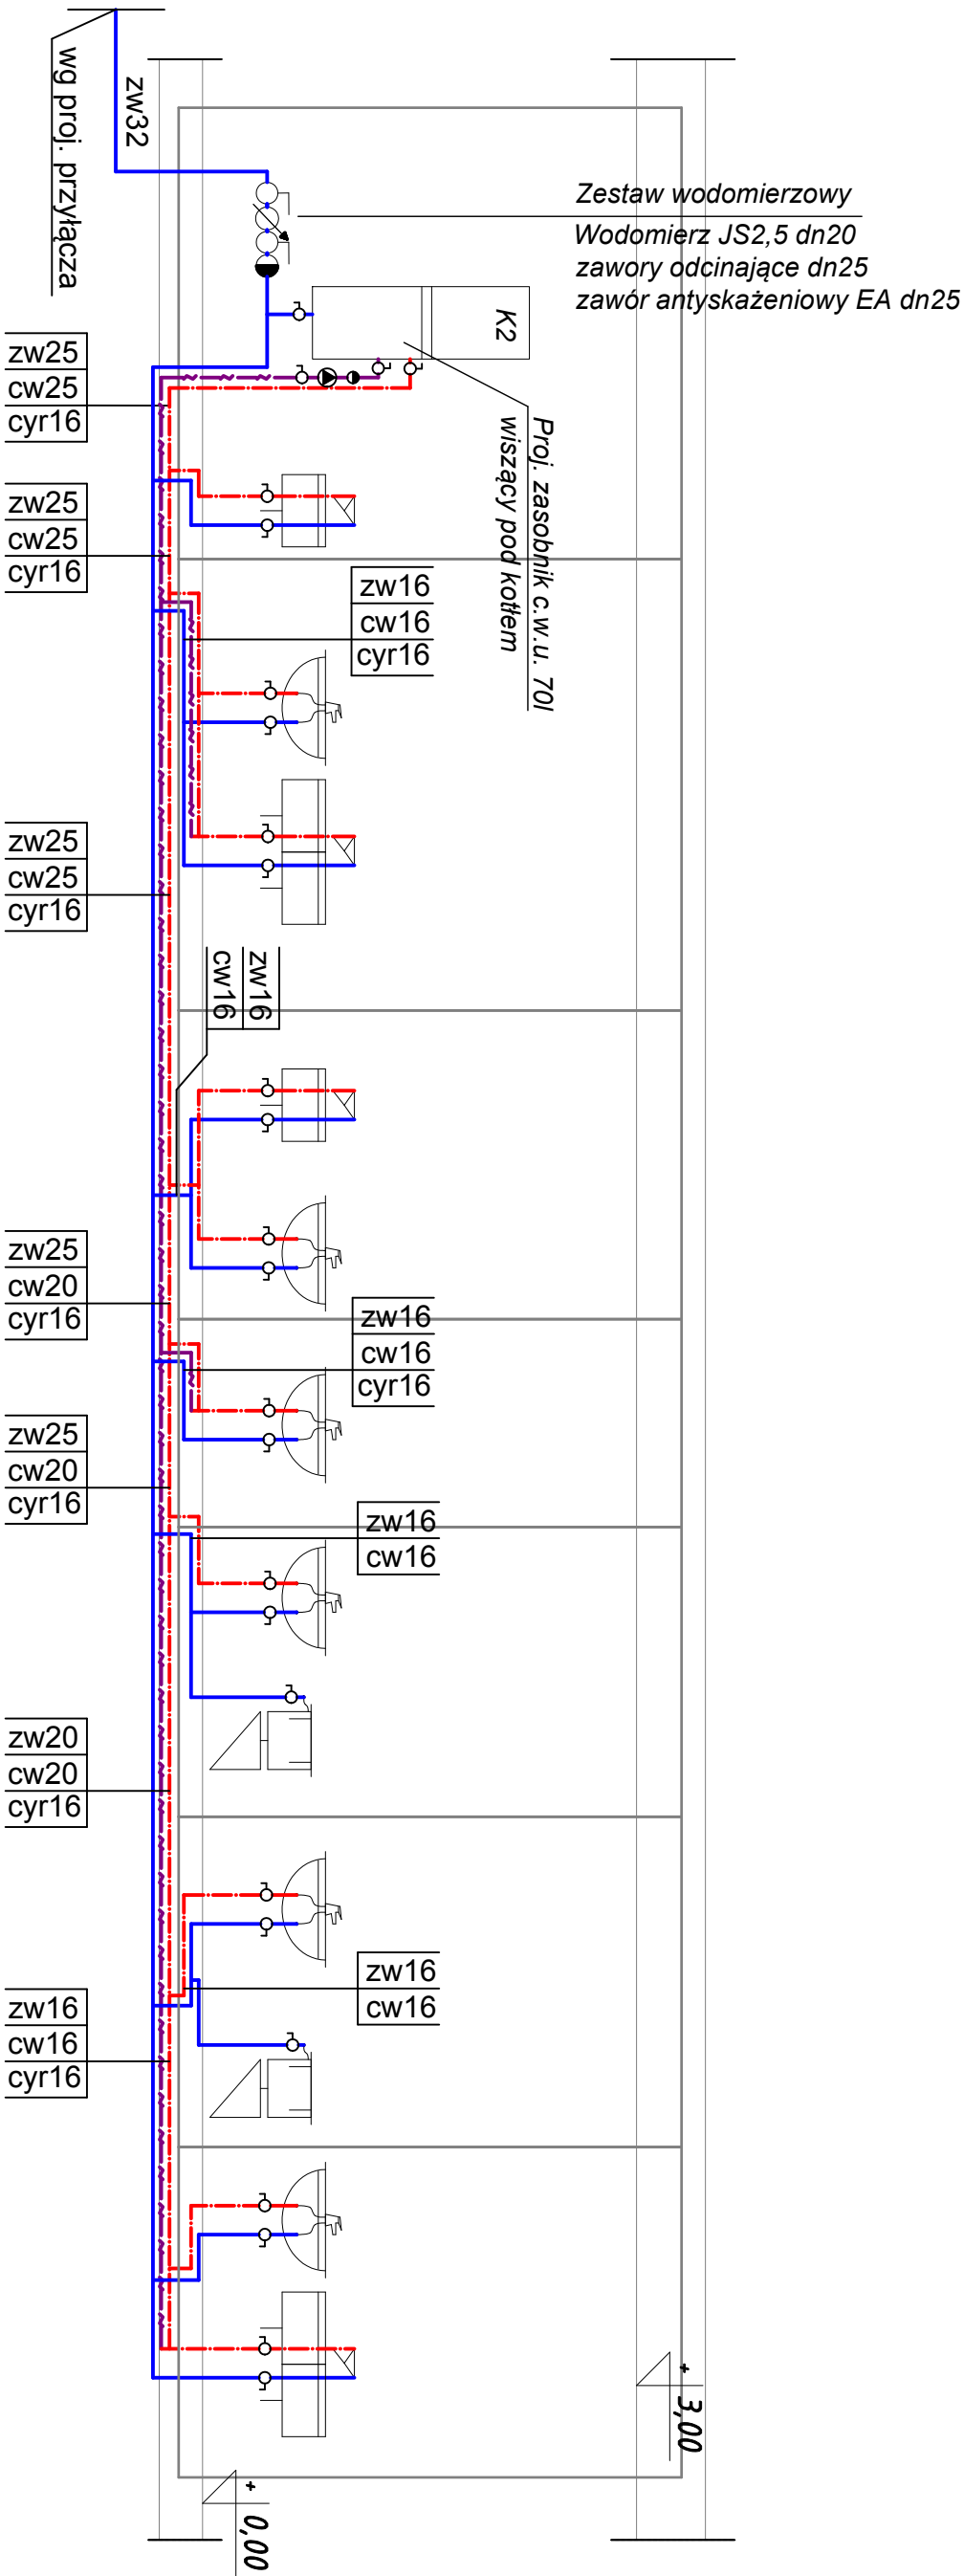 wg proj. przyłącza
zw32
Zestaw wodomierzowy
Wodomierz JS2,5 dn20
zawory odcinające dn25
zawór antyskażeniowy EA dn25
K2
Proj. zasobnik c.w.u. 70l
wiszący pod kotłem
zw25
cw25
cyr16
zw25
cw25
cyr16
zw16
cw16
cyr16
zw25
cw25
cyr16
zw16
cw16
zw25
cw20
cyr16
zw16
cw16
cyr16
zw25
cw20
cyr16
zw16
cw16
zw20
cw20
cyr16
zw16
cw16
zw16
cw16
cyr16
+ 3,00
+ 0,00